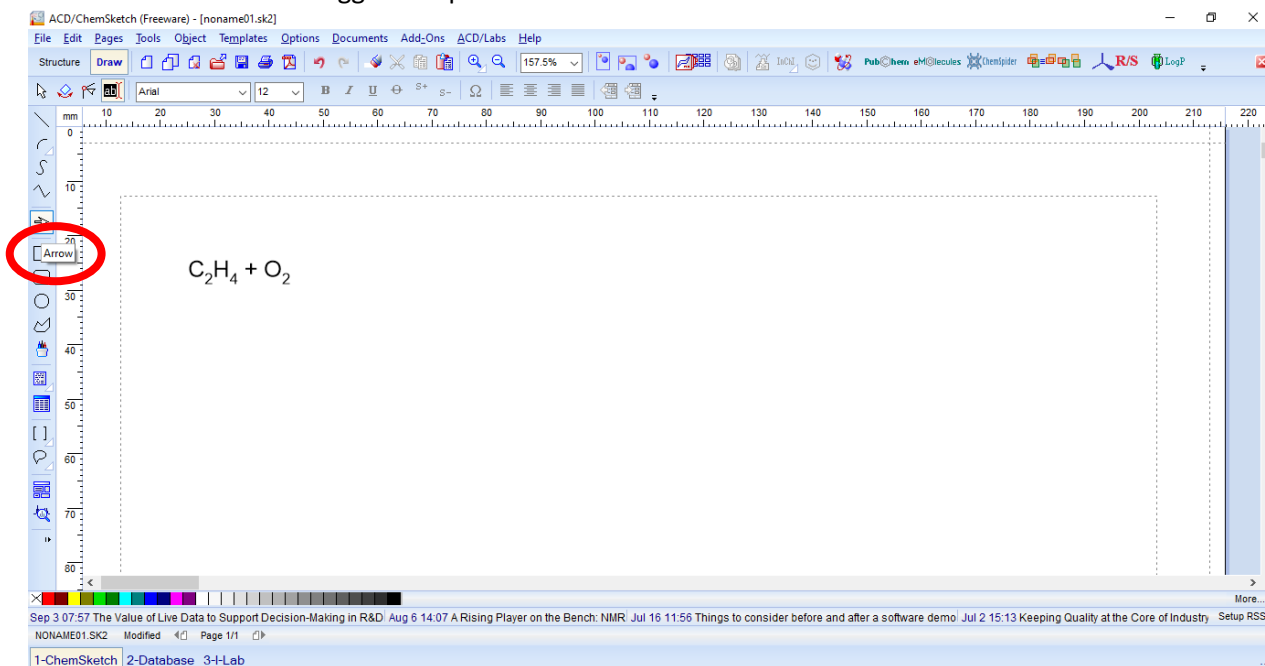 ACD/ChemSketch (Freeware) - [noname01.sk2]
File Edit Pages Tools Object Templates Options Documents Add-Ons ACD/Labs Help
Structure Draw 157.5% InChI PubChem eMolecules ChemSpider R/S LogP
ab Arial 12 B I U S+ S- Ω
mm 10 20 30 40 50 60 70 80 90 100 110 120 130 140 150 160 170 180 190 200 210 220
0
10
20
Arrow
C₂H₄ + O₂
30
40
50
[ ]
60
70
80
More...
Sep 3 07:57 The Value of Live Data to Support Decision-Making in R&D Aug 6 14:07 A Rising Player on the Bench: NMR Jul 16 11:56 Things to consider before and after a software demo Jul 2 15:13 Keeping Quality at the Core of Industry Setup RSS
NONAME01.SK2 Modified Page 1/1
1-ChemSketch 2-Database 3-I-Lab